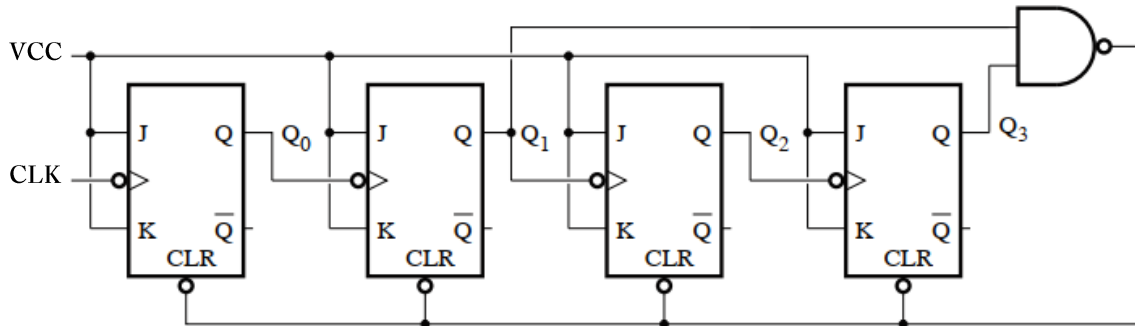 VCC
J Q Q0 J Q Q1 J Q Q2 J Q Q3
CLK
K Q̅ K Q̅ K Q̅ K Q̅
CLR CLR CLR CLR